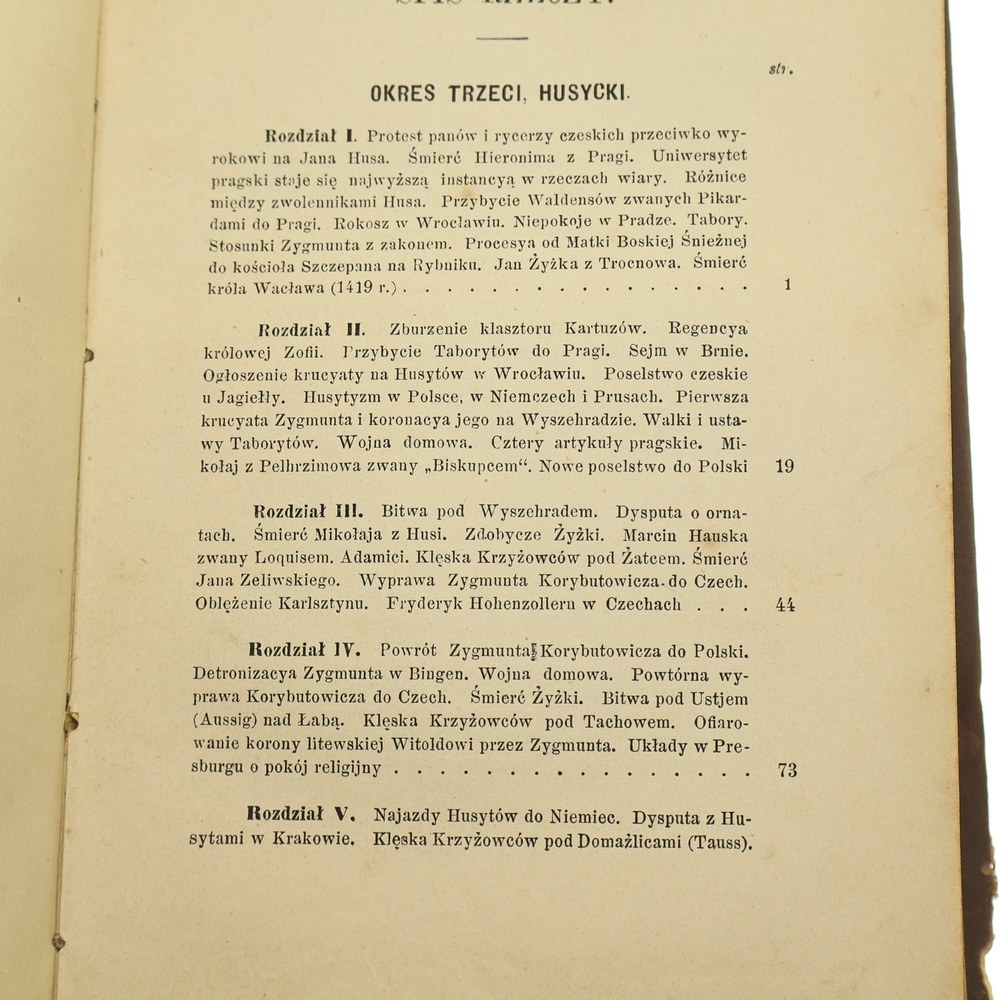 SPIS RZECZY.
str.
OKRES TRZECI, HUSYCKI.
Rozdział I. Protest panów i rycerzy czeskich przeciwko wy-
rokowi na Jana Husa. Śmierć Hieronima z Pragi. Uniwersytet
pragski staje się najwyższą instancyą w rzeczach wiary. Różnice
między zwolennikami Husa. Przybycie Waldensów zwanych Pikar-
dami do Pragi. Rokosz w Wrocławiu. Niepokoje w Pradze. Tabory.
Stosunki Zygmunta z zakonem. Procesya od Matki Boskiej Śnieżnej
do kościoła Szczepana na Rybniku. Jan Żyżka z Trocnowa. Śmierć
króla Wacława (1419 r.) . . . . . . . . . . . . . . . . 1
Rozdział II. Zburzenie klasztoru Kartuzów. Regencya
królowej Zofii. Przybycie Taborytów do Pragi. Sejm w Brnie.
Ogłoszenie krucyaty na Husytów w Wrocławiu. Poselstwo czeskie
u Jagiełły. Husytyzm w Polsce, w Niemczech i Prusach. Pierwsza
krucyata Zygmunta i koronacya jego na Wyszehradzie. Walki i usta-
wy Taborytów. Wojna domowa. Cztery artykuły pragskie. Mi-
kołaj z Pelhrzimowa zwany „Biskupcem“. Nowe poselstwo do Polski 19
Rozdział III. Bitwa pod Wyszehradem. Dysputa o orna-
tach. Śmierć Mikołaja z Husi. Zdobycze Żyżki. Marcin Hauska
zwany Loquisem. Adamici. Klęska Krzyżowców pod Żatcem. Śmierć
Jana Zeliwskiego. Wyprawa Zygmunta Korybutowicza do Czech.
Oblężenie Karlsztynu. Fryderyk Hohenzollern w Czechach . . . 44
Rozdział IV. Powrót Zygmunta Korybutowicza do Polski.
Detronizacya Zygmunta w Bingen. Wojna domowa. Powtórna wy-
prawa Korybutowicza do Czech. Śmierć Żyżki. Bitwa pod Ustjem
(Aussig) nad Łabą. Klęska Krzyżowców pod Tachowem. Ofiaro-
wanie korony litewskiej Witoldowi przez Zygmunta. Układy w Pre-
sburgu o pokój religijny . . . . . . . . . . . . . . . . 73
Rozdział V. Najazdy Husytów do Niemiec. Dysputa z Hu-
sytami w Krakowie. Klęska Krzyżowców pod Domażlicami (Tauss).